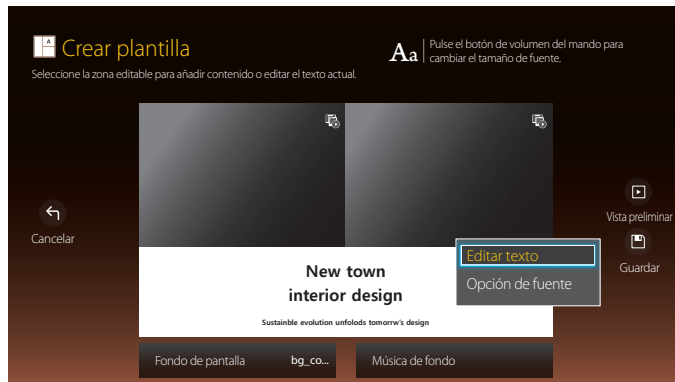 A
Crear plantilla
Seleccione la zona editable para añadir contenido o editar el texto actual.
Aa
Pulse el botón de volumen del mando para
cambiar el tamaño de fuente.
Cancelar
Vista preliminar
Guardar
Editar texto
Opción de fuente
New town
interior design
Sustainble evolution unfolods tomorrw's design
Fondo de pantalla bg_co...
Música de fondo